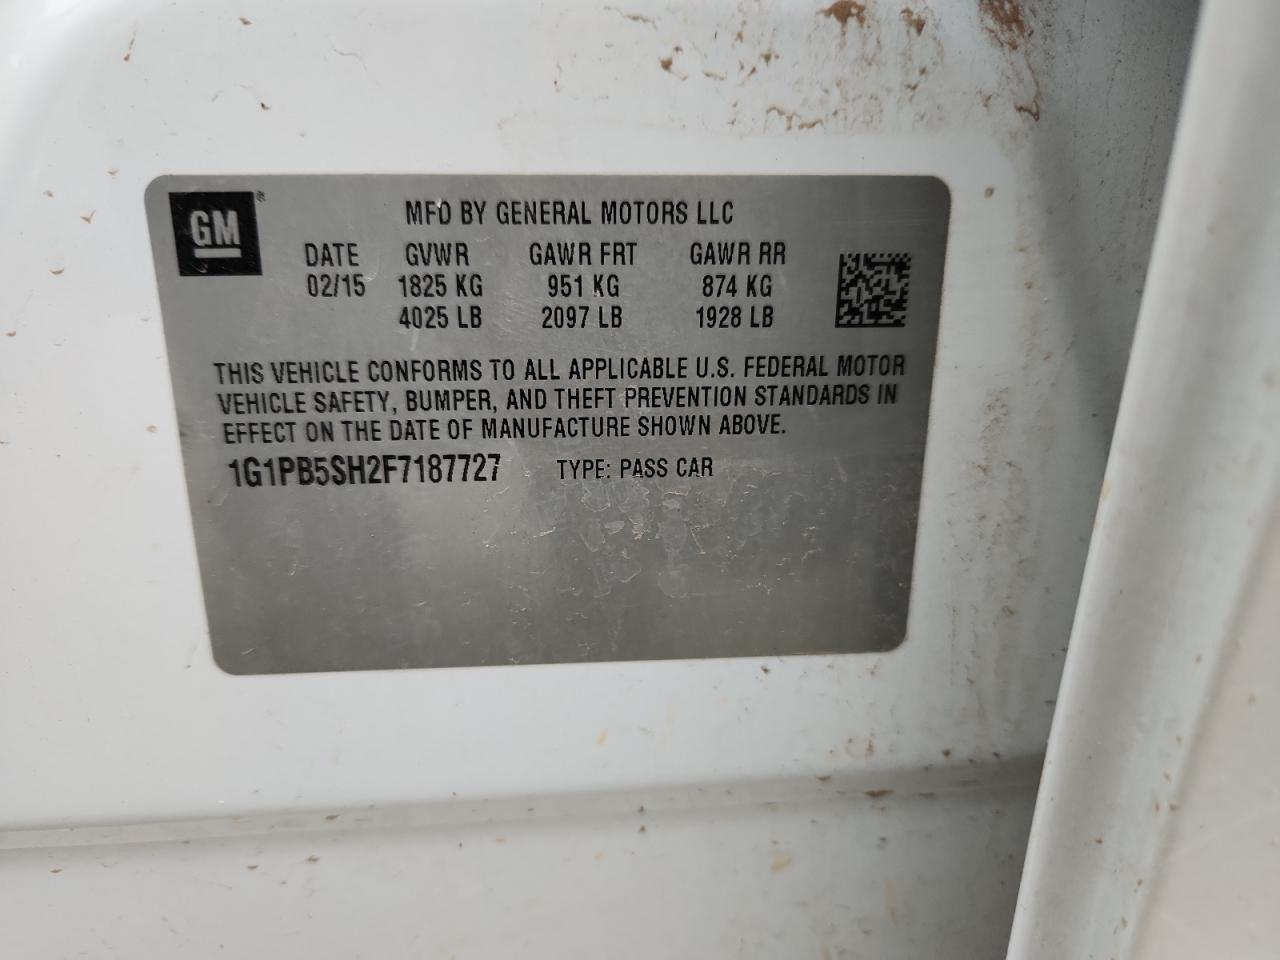 GM®
MFD BY GENERAL MOTORS LLC
DATE GVWR GAWR FRT GAWR RR
02/15 1825 KG 951 KG 874 KG
4025 LB 2097 LB 1928 LB
THIS VEHICLE CONFORMS TO ALL APPLICABLE U.S. FEDERAL MOTOR
VEHICLE SAFETY, BUMPER, AND THEFT PREVENTION STANDARDS IN
EFFECT ON THE DATE OF MANUFACTURE SHOWN ABOVE.
1G1PB5SH2F7187727 TYPE: PASS CAR